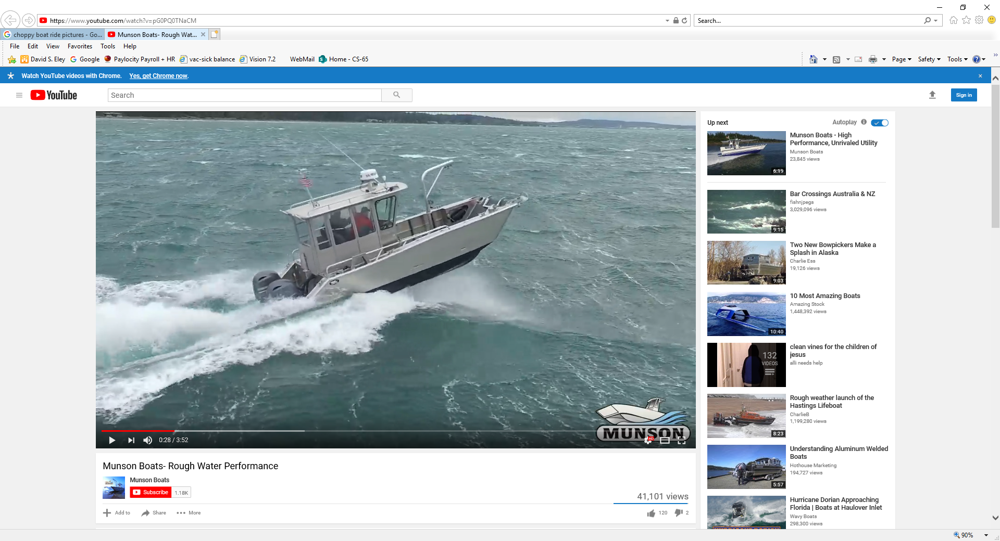 https://www.youtube.com/watch?v=pG0PQ0TNaCM
Search...
choppy boat ride pictures - Go...
Munson Boats- Rough Wat...
File Edit View Favorites Tools Help
David S. Eley Google Paylocity Payroll + HR vac-sick balance Vision 7.2 WebMail Home - CS-65
Page Safety Tools
Watch YouTube videos with Chrome. Yes, get Chrome now.
YouTube
Search
Sign in
MUNSON
0:28 / 3:52
HD
Munson Boats- Rough Water Performance
Munson Boats
Subscribe 1.18K
41,101 views
Add to Share More
120 2
Up next
Autoplay
Munson Boats - High
Performance, Unrivaled Utility
Munson Boats
23,845 views
6:19
Bar Crossings Australia & NZ
fishnjpegs
3,029,096 views
9:15
Two New Bowpickers Make a
Splash in Alaska
Charlie Ess
19,126 views
9:03
10 Most Amazing Boats
Amazing Stock
1,448,392 views
10:40
clean vines for the children of
jesus
alli needs help
132
VIDEOS
Rough weather launch of the
Hastings Lifeboat
CharlieB
1,199,280 views
8:23
Understanding Aluminum Welded
Boats
Hothouse Marketing
194,727 views
5:57
Hurricane Dorian Approaching
Florida | Boats at Haulover Inlet
Wavy Boats
298,300 views
90%